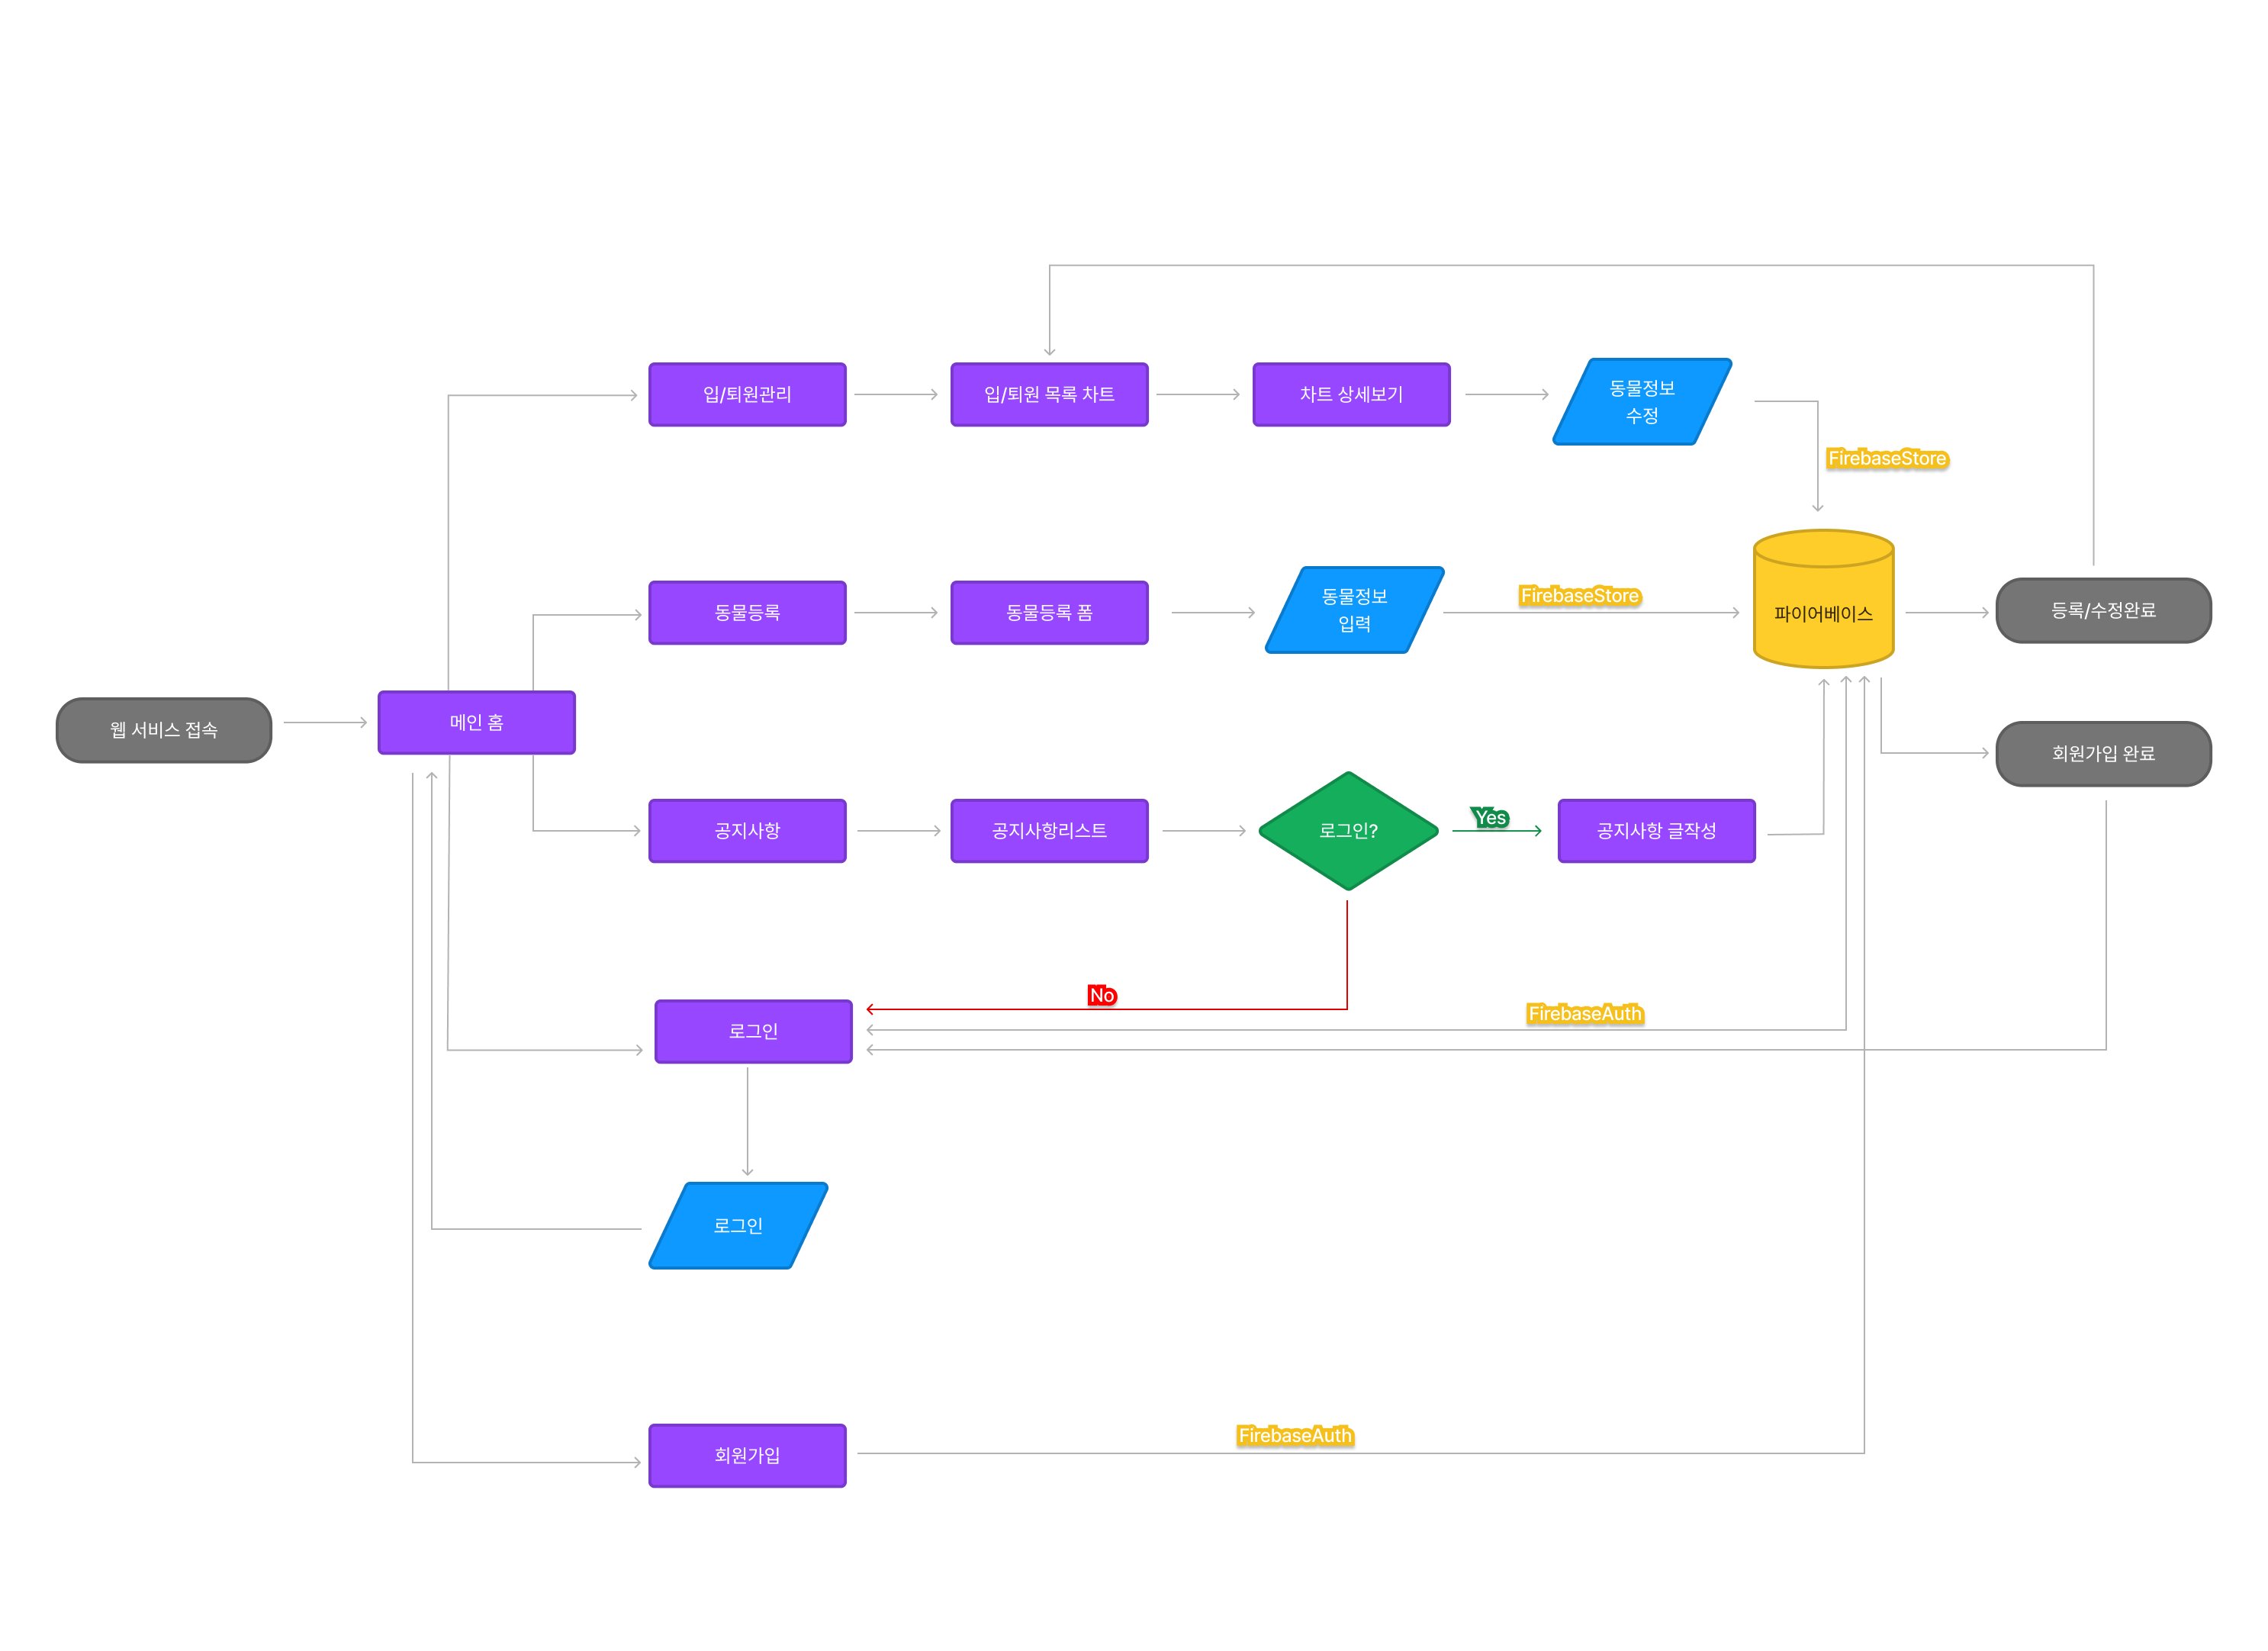 입/퇴원관리
입/퇴원 목록 차트
차트 상세보기
동물정보
수정
FirebaseStore
동물등록
동물등록 폼
동물정보
입력
FirebaseStore
파이어베이스
등록/수정완료
웹 서비스 접속
메인 홈
회원가입 완료
공지사항
공지사항리스트
로그인?
Yes
공지사항 글작성
No
FirebaseAuth
로그인
로그인
FirebaseAuth
회원가입